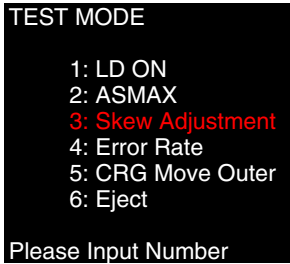 TEST MODE
1: LD ON
2: ASMAX
3: Skew Adjustment
4: Error Rate
5: CRG Move Outer
6: Eject
Please Input Number